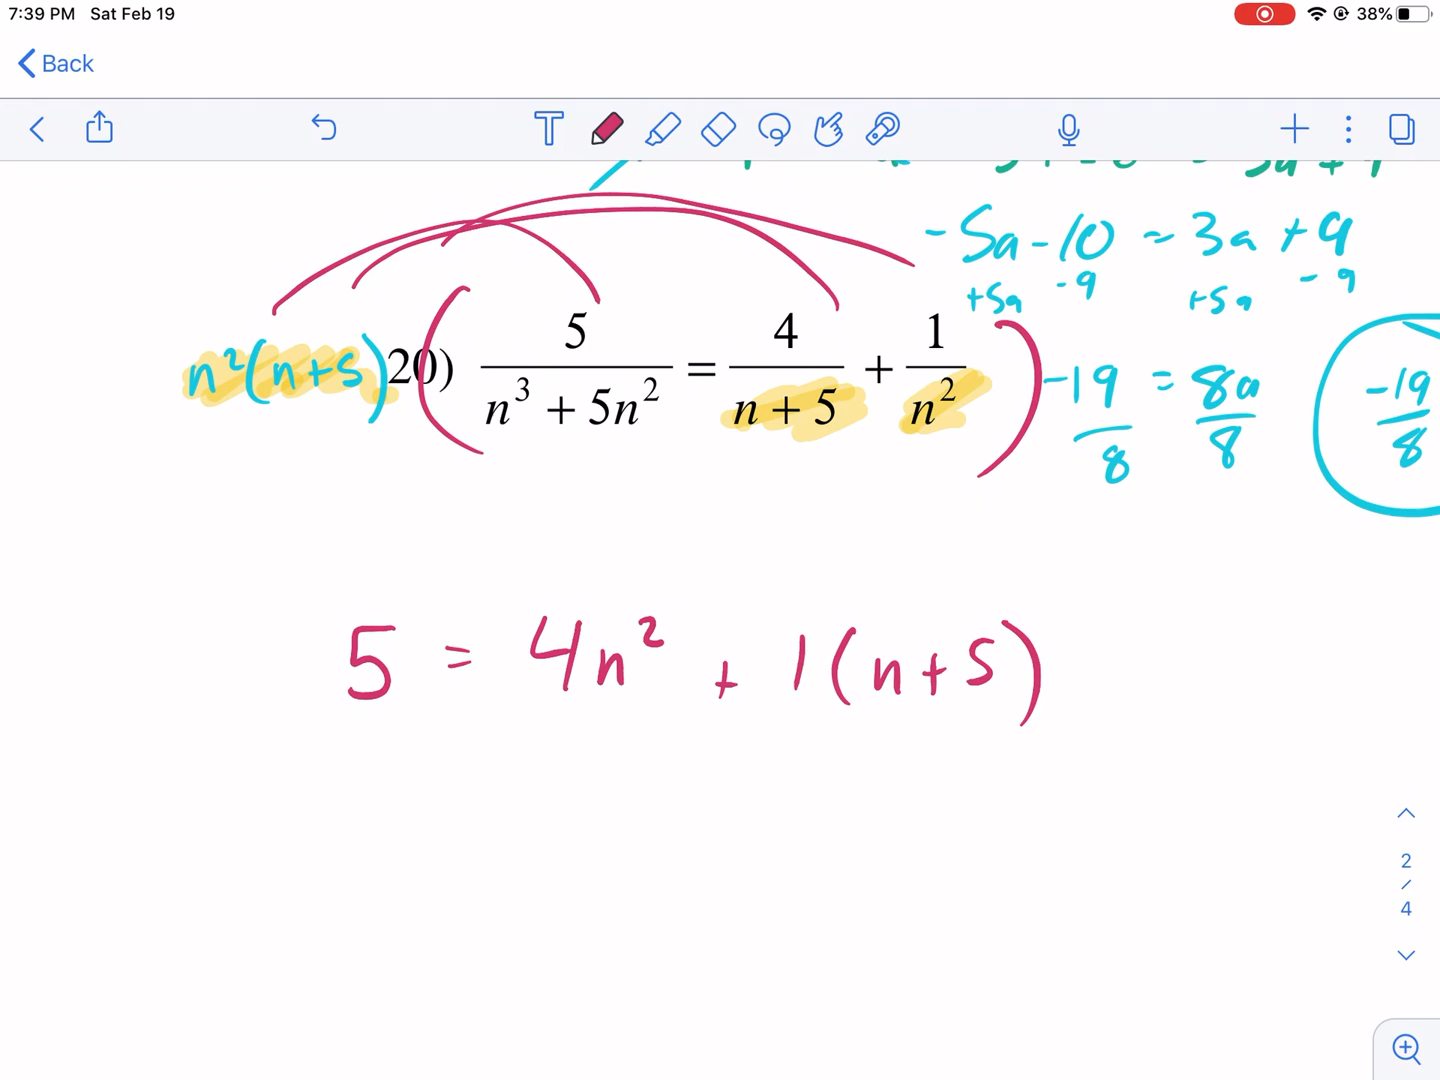 7:39 PM Sat Feb 19 38%
Back
T
-5a-10 = 3a + 9
+5a -9 +5a -9
n²(n+5) 20) ( 5/(n³ + 5n²) = 4/(n + 5) + 1/n² )
-19/8 = 8a/8
-19/8
5 = 4n² + 1(n+5)
2
/
4